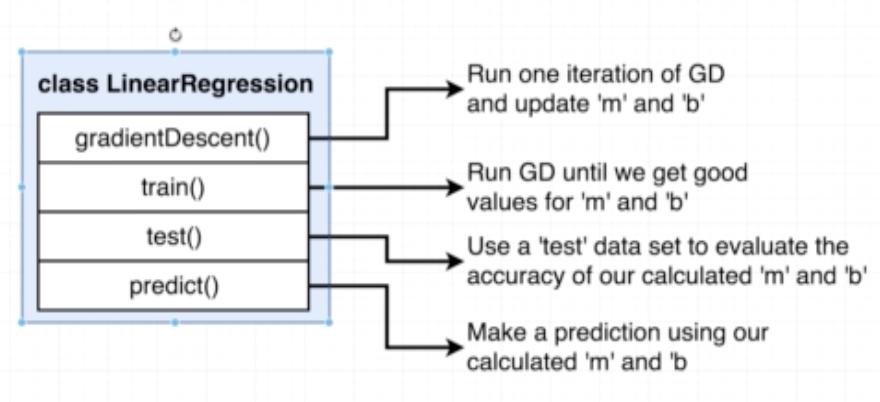 class LinearRegression
gradientDescent()
train()
test()
predict()
Run one iteration of GD
and update 'm' and 'b'
Run GD until we get good
values for 'm' and 'b'
Use a 'test' data set to evaluate the
accuracy of our calculated 'm' and 'b'
Make a prediction using our
calculated 'm' and 'b